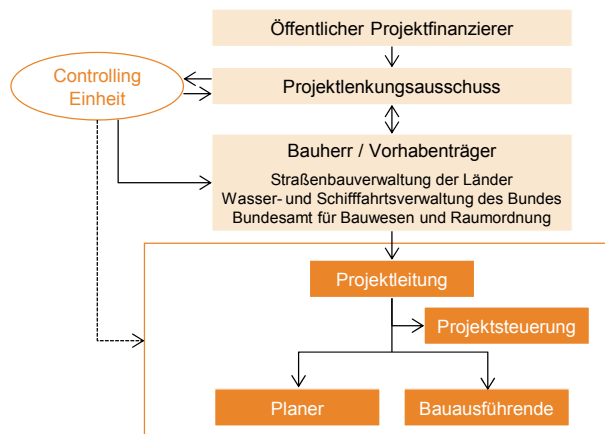 Öffentlicher Projektfinanzierer
Controlling
Einheit
Projektlenkungsausschuss
Bauherr / Vorhabenträger
Straßenbauverwaltung der Länder
Wasser- und Schifffahrtsverwaltung des Bundes
Bundesamt für Bauwesen und Raumordnung
Projektleitung
Projektsteuerung
Planer
Bauausführende